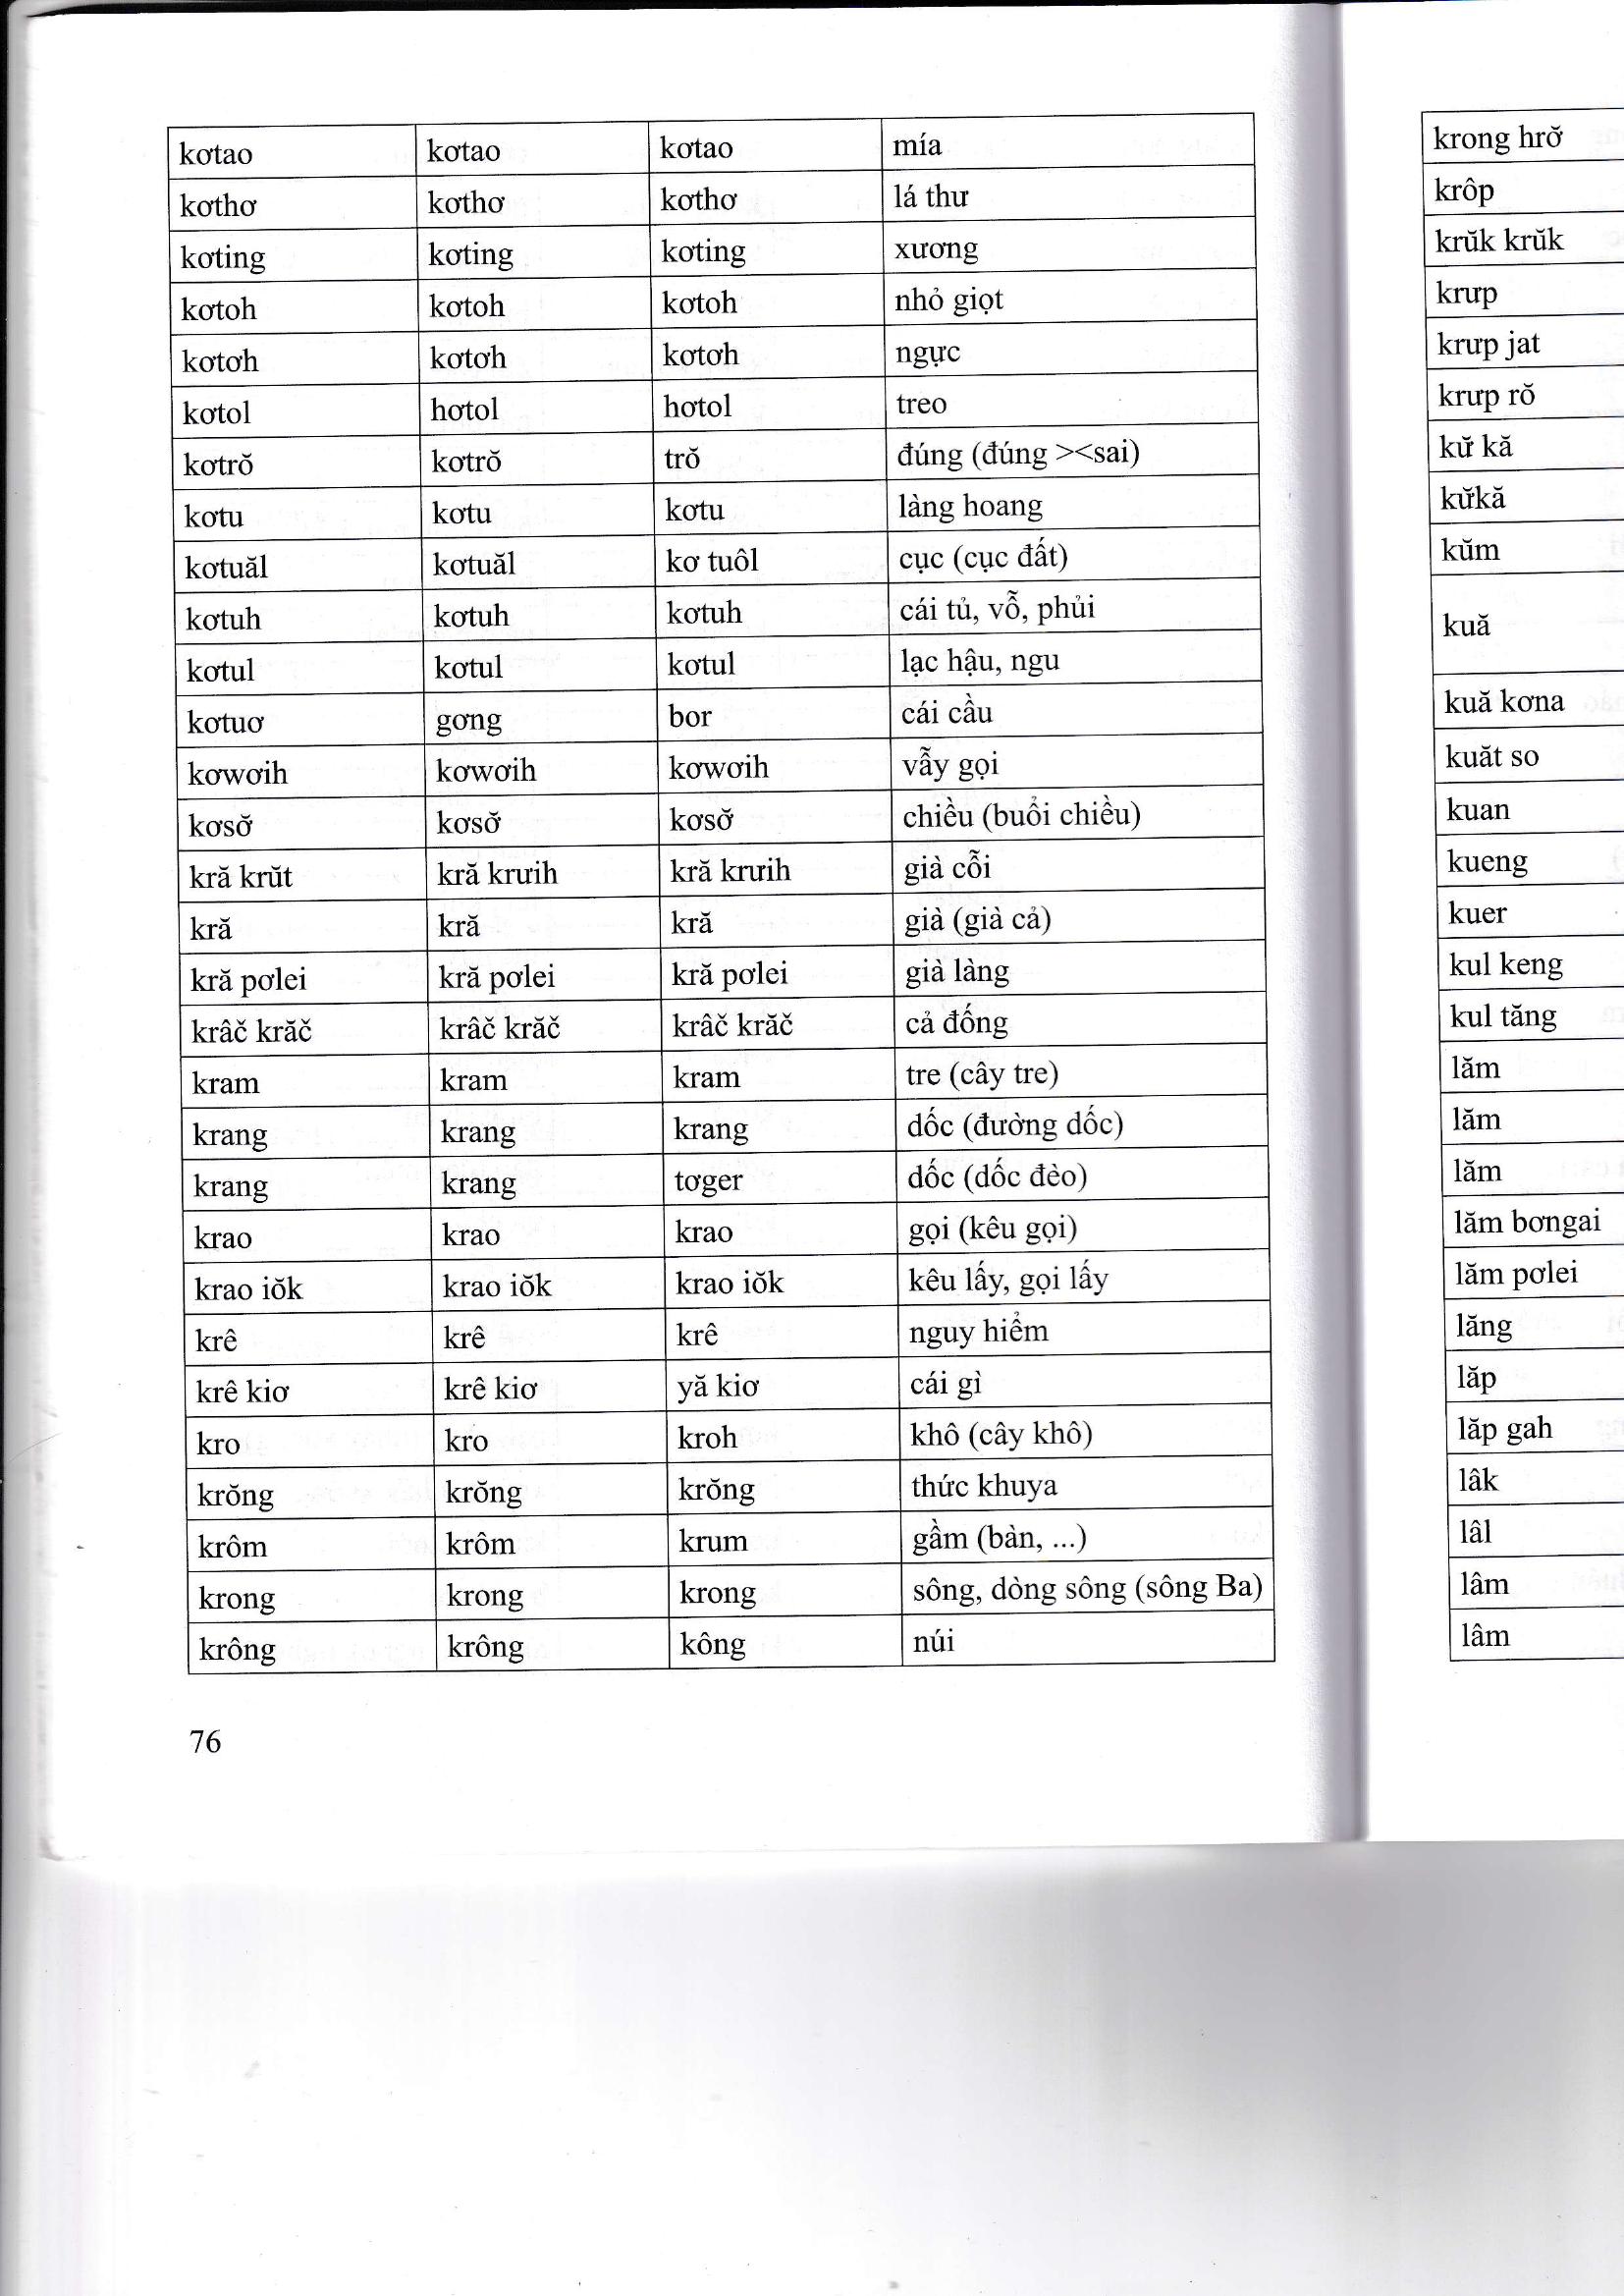 kơtao kơtao kơtao mía
kơthơ kơthơ kơthơ lá thư
kơting kơting kơting xương
kơtoh kơtoh kơtoh nhỏ giọt
kơtơh kơtơh kơtơh ngực
kơtol hơtol hơtol treo
kơtrŏ kơtrŏ trŏ đúng (đúng ><sai)
kơtu kơtu kơtu làng hoang
kơtuăl kơtuăl kơ tuôl cục (cục đất)
kơtuh kơtuh kơtuh cái tủ, vỗ, phủi
kơtul kơtul kơtul lạc hậu, ngu
kơtuơ gơng bor cái cầu
kơwơih kơwơih kơwơih vẫy gọi
kơsơ̆ kơsơ̆ kơsơ̆ chiều (buổi chiều)
kră krŭt kră krưih kră krưih già cỗi
kră kră kră già (già cả)
kră pơlei kră pơlei kră pơlei già làng
krâč krăč krâč krăč krâč krăč cả đống
kram kram kram tre (cây tre)
krang krang krang dốc (đường dốc)
krang krang tơger dốc (dốc đèo)
krao krao krao gọi (kêu gọi)
krao iŏk krao iŏk krao iŏk kêu lấy, gọi lấy
krê krê krê nguy hiểm
krê kiơ krê kiơ yă kiơ cái gì
kro kro kroh khô (cây khô)
krŏng krŏng krŏng thức khuya
krôm krôm krum gầm (bàn, ...)
krong krong krong sông, dòng sông (sông Ba)
krông krông kông núi
76
krong hrơ̆
krôp
krŭk krŭk
krưp
krưp jat
krưp rŏ
kư̆ kă
kư̆kă
kŭm
kuă
kuă kơna
kuăt so
kuan
kueng
kuer
kul keng
kul tăng
lăm
lăm
lăm
lăm bơngai
lăm pơlei
lăng
lăp
lăp gah
lâk
lâl
lâm
lâm